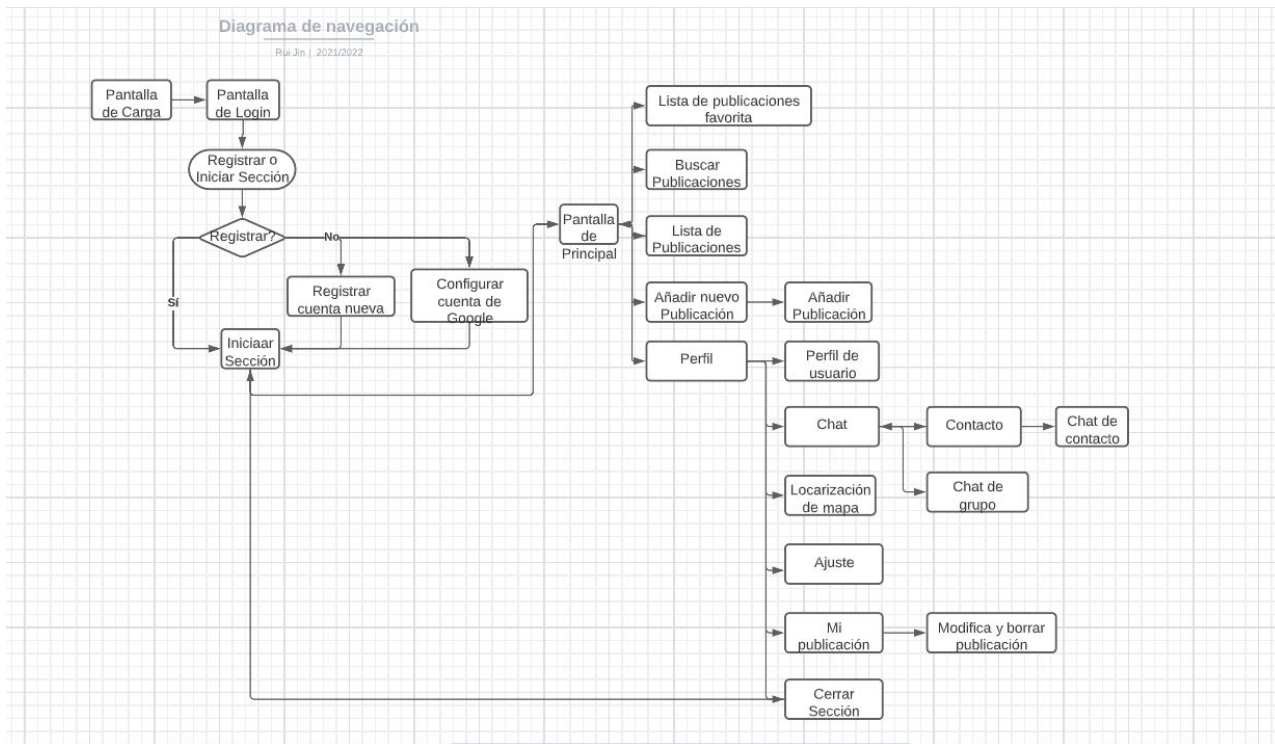 Diagrama de navegación
Rui Jin | 2021/2022
Pantalla
de Carga
Pantalla
de Login
Registrar o
Iniciar Sección
Registrar?
No
Sí
Registrar
cuenta nueva
Configurar
cuenta de
Google
Iniciaar
Sección
Pantalla
de
Principal
Lista de publicaciones
favorita
Buscar
Publicaciones
Lista de
Publicaciones
Añadir nuevo
Publicación
Añadir
Publicación
Perfil
Perfil de
usuario
Chat
Contacto
Chat de
contacto
Chat de
grupo
Locarización
de mapa
Ajuste
Mi
publicación
Modifica y borrar
publicación
Cerrar
Sección